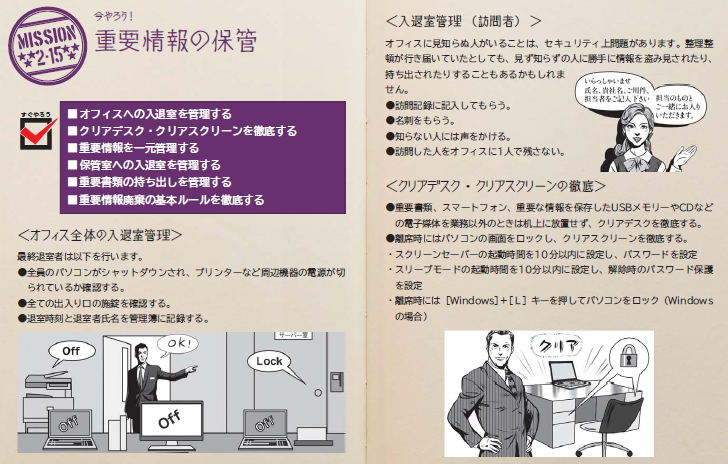 MISSION
2-15
今やろう！
重要情報の保管
すぐやろう
■オフィスへの入退室を管理する
■クリアデスク・クリアスクリーンを徹底する
■重要情報を一元管理する
■保管室への入退室を管理する
■重要書類の持ち出しを管理する
■重要情報廃棄の基本ルールを徹底する
＜オフィス全体の入退室管理＞
最終退室者は以下を行います。
●全員のパソコンがシャットダウンされ、プリンターなど周辺機器の電源が切
られているか確認する。
●全ての出入り口の施錠を確認する。
●退室時刻と退室者氏名を管理簿に記録する。
サーバー室
Off
OK!
Lock
Off
Off
Off
＜入退室管理（訪問者）＞
オフィスに見知らぬ人がいることは、セキュリティ上問題があります。整理整
頓が行き届いていたとしても、見ず知らずの人に勝手に情報を盗み見されたり、
持ち出されたりすることもあるかもしれま
せん。
●訪問記録に記入してもらう。
●名刺をもらう。
●知らない人には声をかける。
●訪問した人をオフィスに1人で残さない。
いらっしゃいませ
氏名、貴社名、ご用件、
担当者をご記入下さい
担当のものと
ご一緒にお入り
いただきます。
＜クリアデスク・クリアスクリーンの徹底＞
●重要書類、スマートフォン、重要な情報を保存したUSBメモリーやCDなど
の電子媒体を業務以外のときは机上に放置せず、クリアデスクを徹底する。
●離席時にはパソコンの画面をロックし、クリアスクリーンを徹底する。
・スクリーンセーバーの起動時間を10分以内に設定し、パスワードを設定
・スリープモードの起動時間を10分以内に設定し、解除時のパスワード保護
を設定
・離席時には［Windows]＋[ L ］キーを押してパソコンをロック（Windows
の場合）
クリア